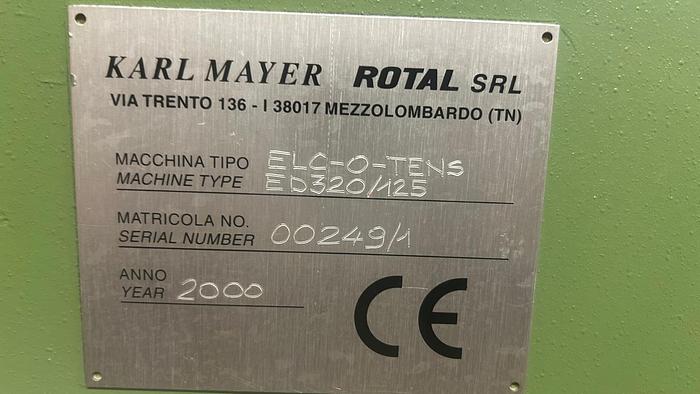 KARL MAYER ROTAL SRL
VIA TRENTO 136 - I 38017 MEZZOLOMBARDO (TN)
MACCHINA TIPO ELC-O-TENS
MACHINE TYPE ED320/125
MATRICOLA NO.
SERIAL NUMBER 00249/1
ANNO
YEAR 2000
CE